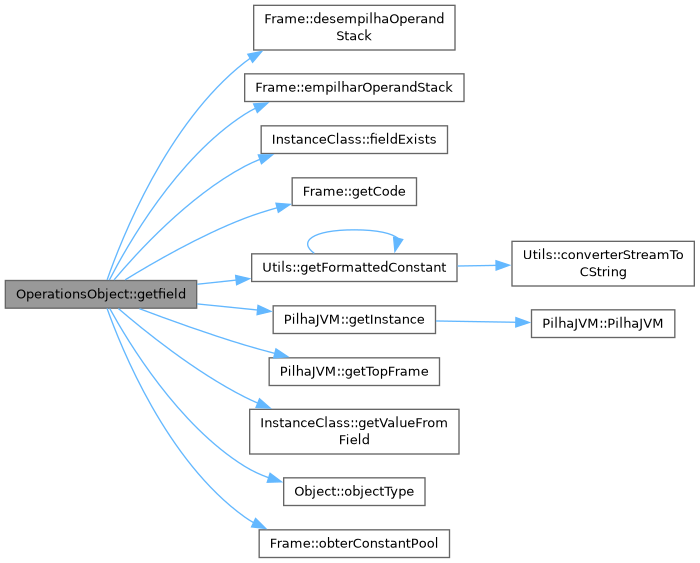 Frame::desempilhaOperand
Stack
Frame::empilharOperandStack
InstanceClass::fieldExists
Frame::getCode
Utils::getFormattedConstant
Utils::converterStreamTo
CString
OperationsObject::getfield
PilhaJVM::getInstance
PilhaJVM::PilhaJVM
PilhaJVM::getTopFrame
InstanceClass::getValueFrom
Field
Object::objectType
Frame::obterConstantPool